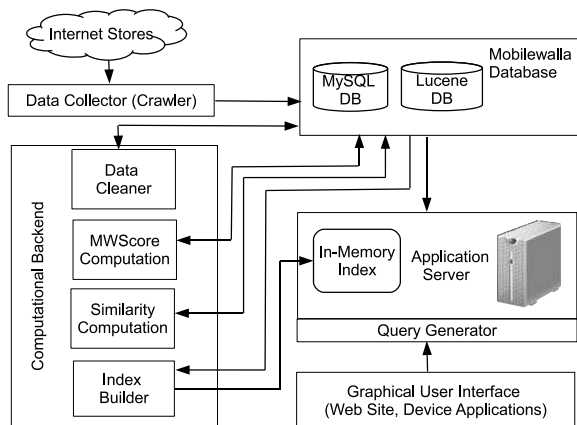 Internet Stores
Data Collector (Crawler)
Mobilewalla
Database
MySQL
DB
Lucene
DB
Computational Backend
Data
Cleaner
MWScore
Computation
Similarity
Computation
Index
Builder
In-Memory
Index
Application
Server
Query Generator
Graphical User Interface
(Web Site, Device Applications)